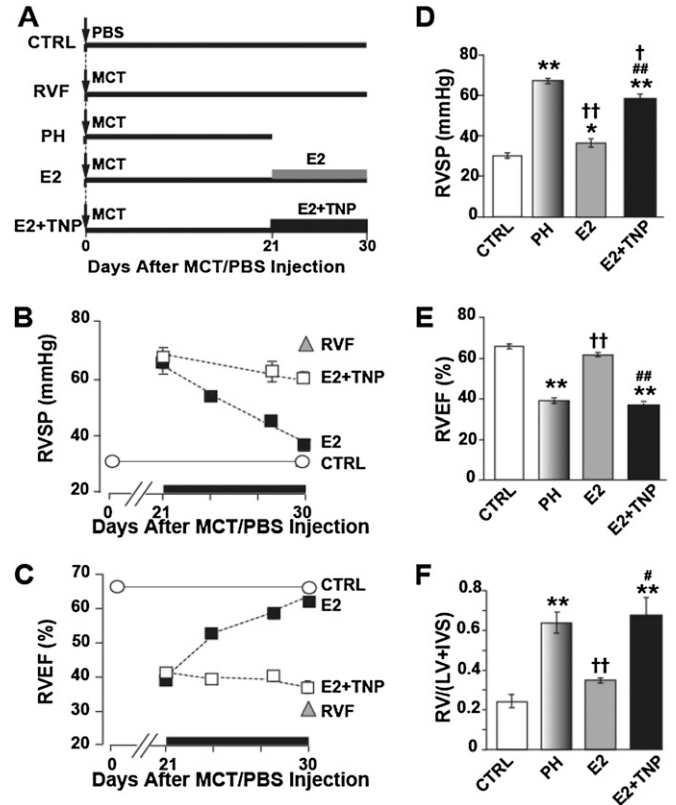 A
CTRL PBS
RVF MCT
PH MCT
E2 MCT E2
E2+TNP MCT E2+TNP
0 21 30
Days After MCT/PBS Injection
B
RVSP (mmHg)
80
60
40
20
RVF
E2+TNP
E2
CTRL
0 21 30
Days After MCT/PBS Injection
C
RVEF (%)
70
60
50
40
30
20
CTRL
E2
E2+TNP
RVF
0 21 30
Days After MCT/PBS Injection
D
RVSP (mmHg)
80
60
40
20
0
**
††
*
†
##
**
CTRL PH E2 E2+TNP
E
RVEF (%)
80
60
40
20
0
**
††
##
**
CTRL PH E2 E2+TNP
F
RV/(LV+IVS)
0.8
0.6
0.4
0.2
0
**
††
#
**
CTRL PH E2 E2+TNP